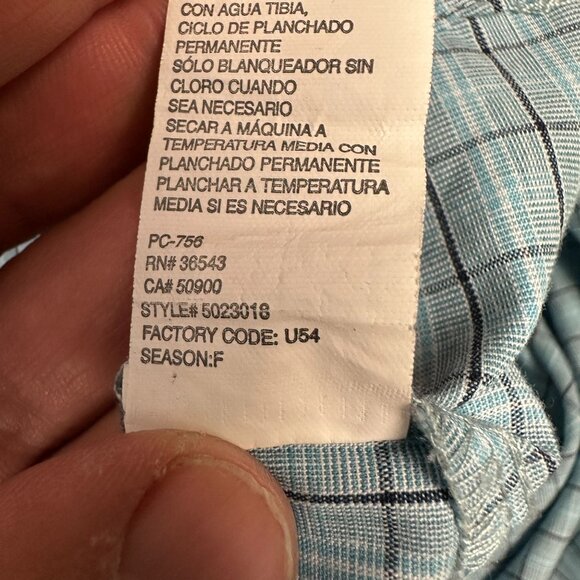 CON AGUA TIBIA,
CICLO DE PLANCHADO
PERMANENTE
SÓLO BLANQUEADOR SIN
CLORO CUANDO
SEA NECESARIO
SECAR A MÁQUINA A
TEMPERATURA MEDIA CON
PLANCHADO PERMANENTE
PLANCHAR A TEMPERATURA
MEDIA SI ES NECESARIO
PC-756
RN# 36543
CA# 50900
STYLE# 5023018
FACTORY CODE: U54
SEASON:F